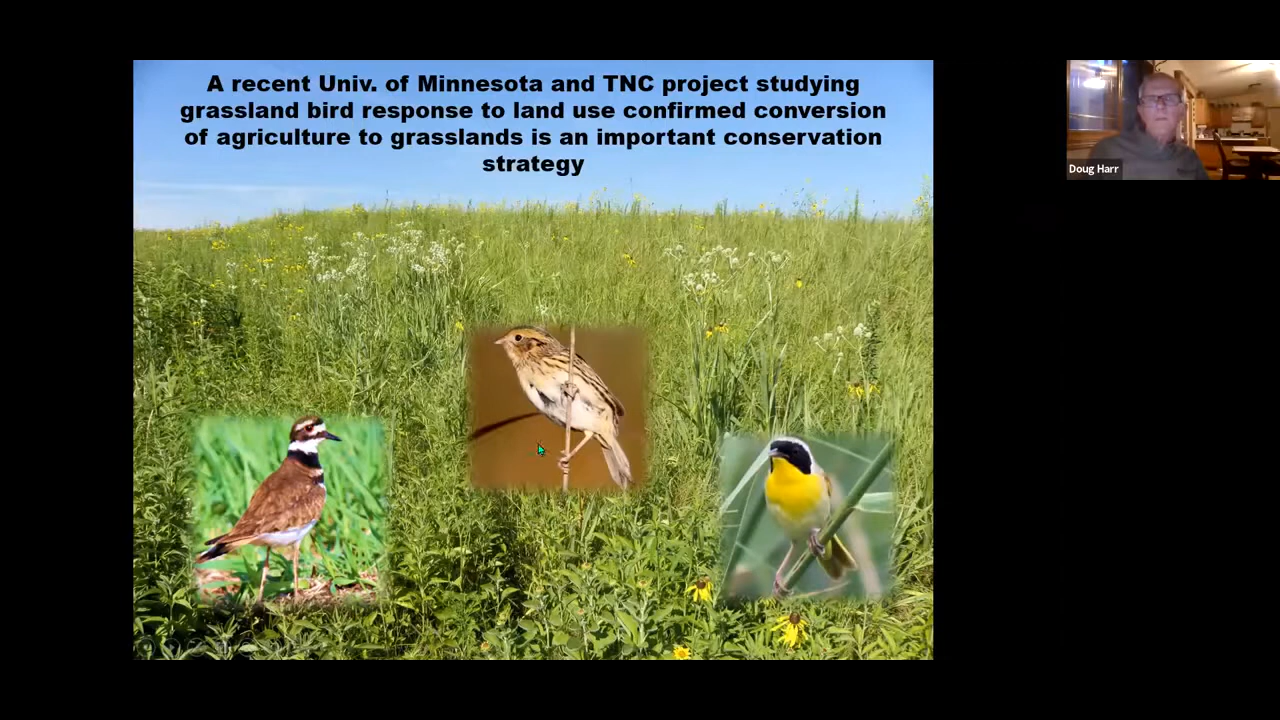 A recent Univ. of Minnesota and TNC project studying
grassland bird response to land use confirmed conversion
of agriculture to grasslands is an important conservation
strategy
Doug Harr